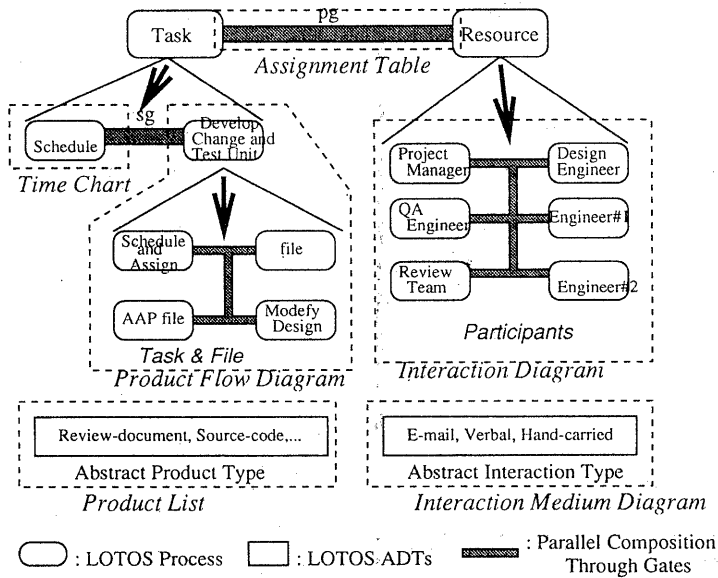 pg
Task
Resource
Assignment Table
sg
Schedule
Develop
Change and
Test Unit
Time Chart
Project
Manager
Design
Engineer
QA
Engineer
Engineer#1
Review
Team
Engineer#2
Participants
Interaction Diagram
Schedule
and
Assign
file
AAP file
Modefy
Design
Task & File
Product Flow Diagram
Review-document, Source-code,...
Abstract Product Type
Product List
E-mail, Verbal, Hand-carried
Abstract Interaction Type
Interaction Medium Diagram
: LOTOS Process
: LOTOS ADTs
: Parallel Composition
Through Gates